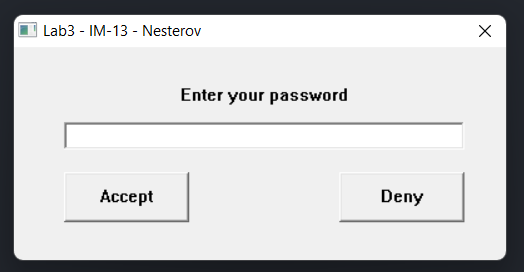 Lab3 - IM-13 - Nesterov
Enter your password
Accept
Deny